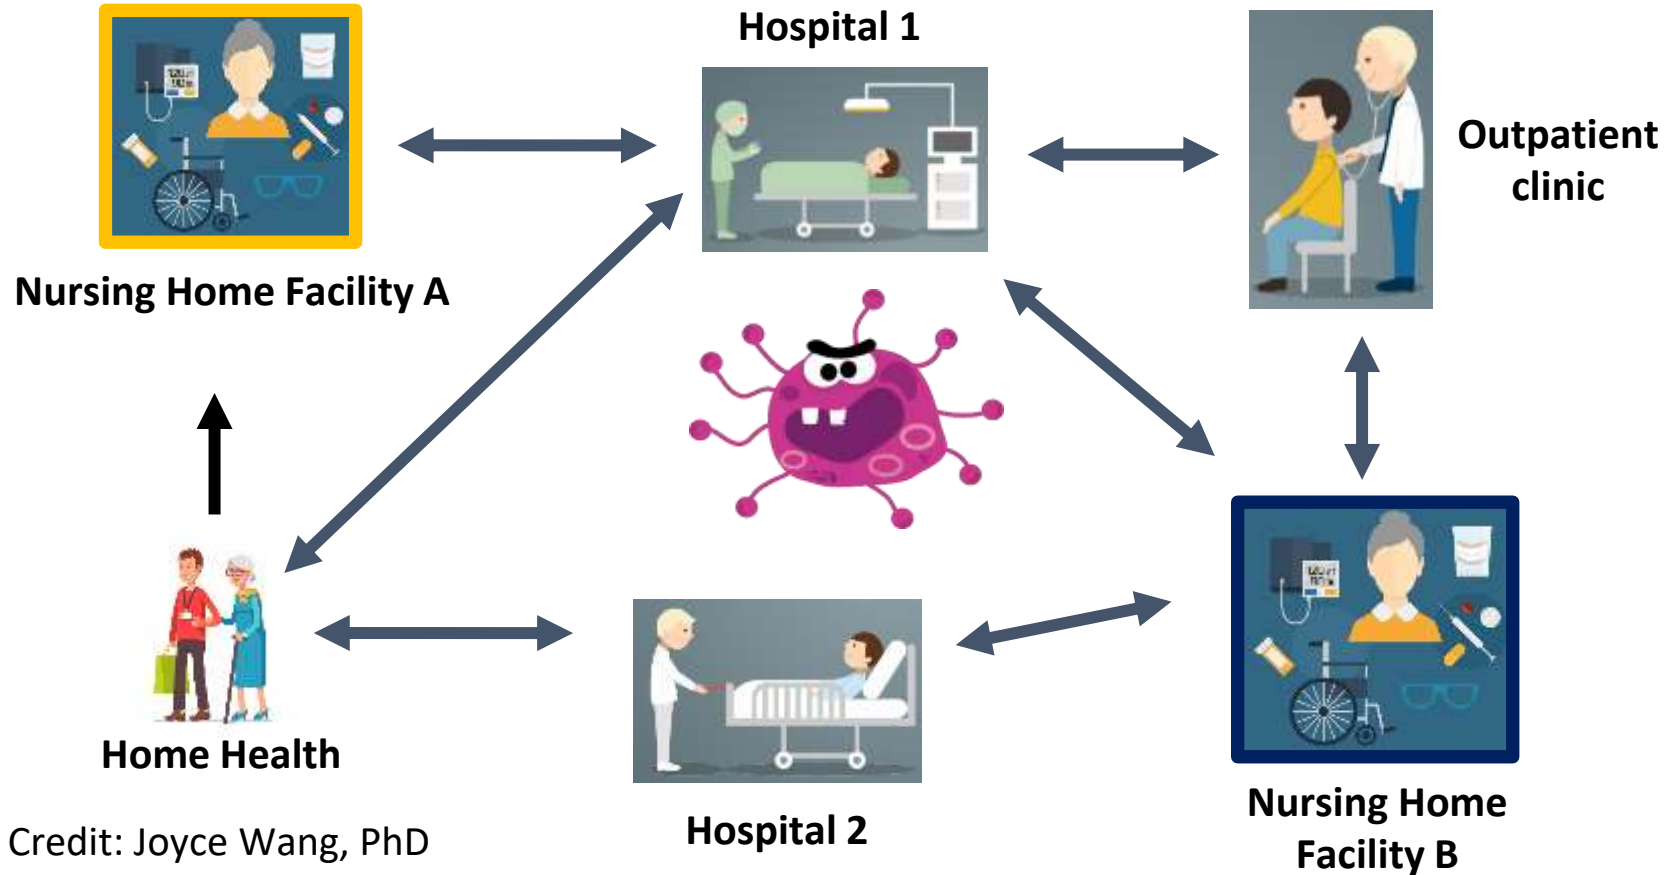 Hospital 1
Outpatient
clinic
Nursing Home Facility A
Home Health
Hospital 2
Nursing Home
Facility B
Credit: Joyce Wang, PhD